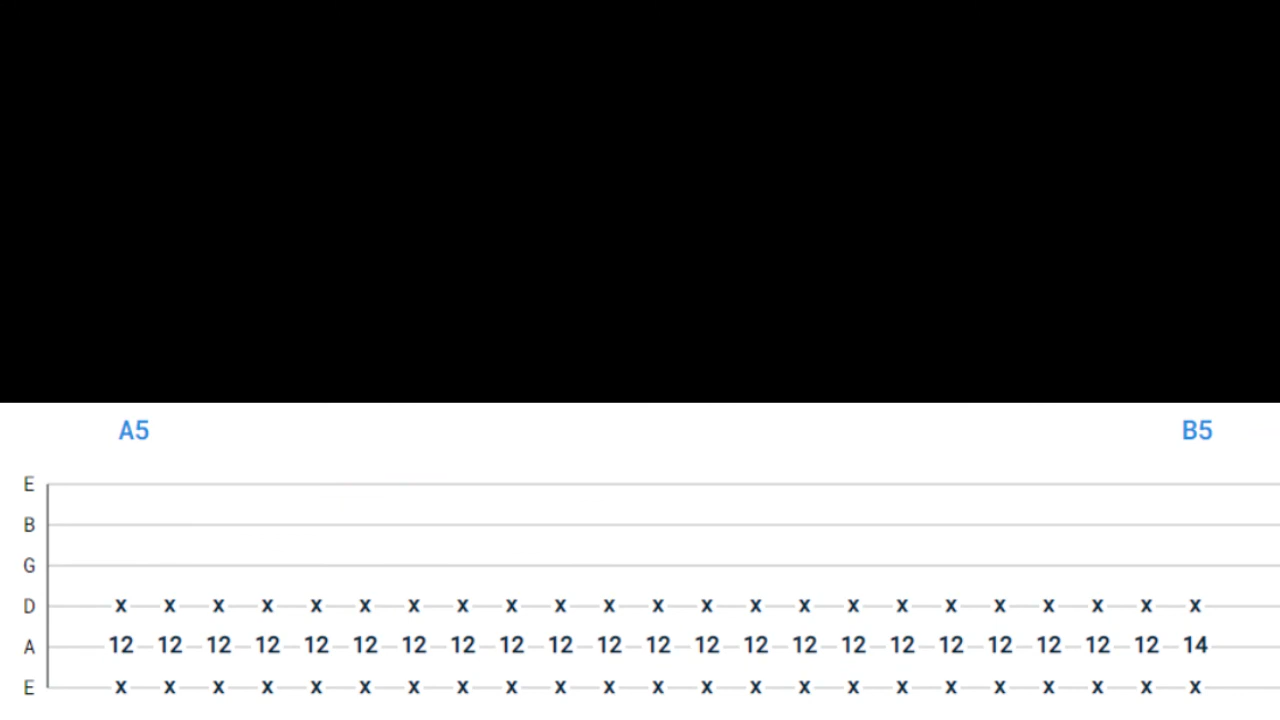 A5 B5
E
B
G
D x x x x x x x x x x x x x x x x x x x x x x x
A 12 12 12 12 12 12 12 12 12 12 12 12 12 12 12 12 12 12 12 12 12 12 14
E x x x x x x x x x x x x x x x x x x x x x x x